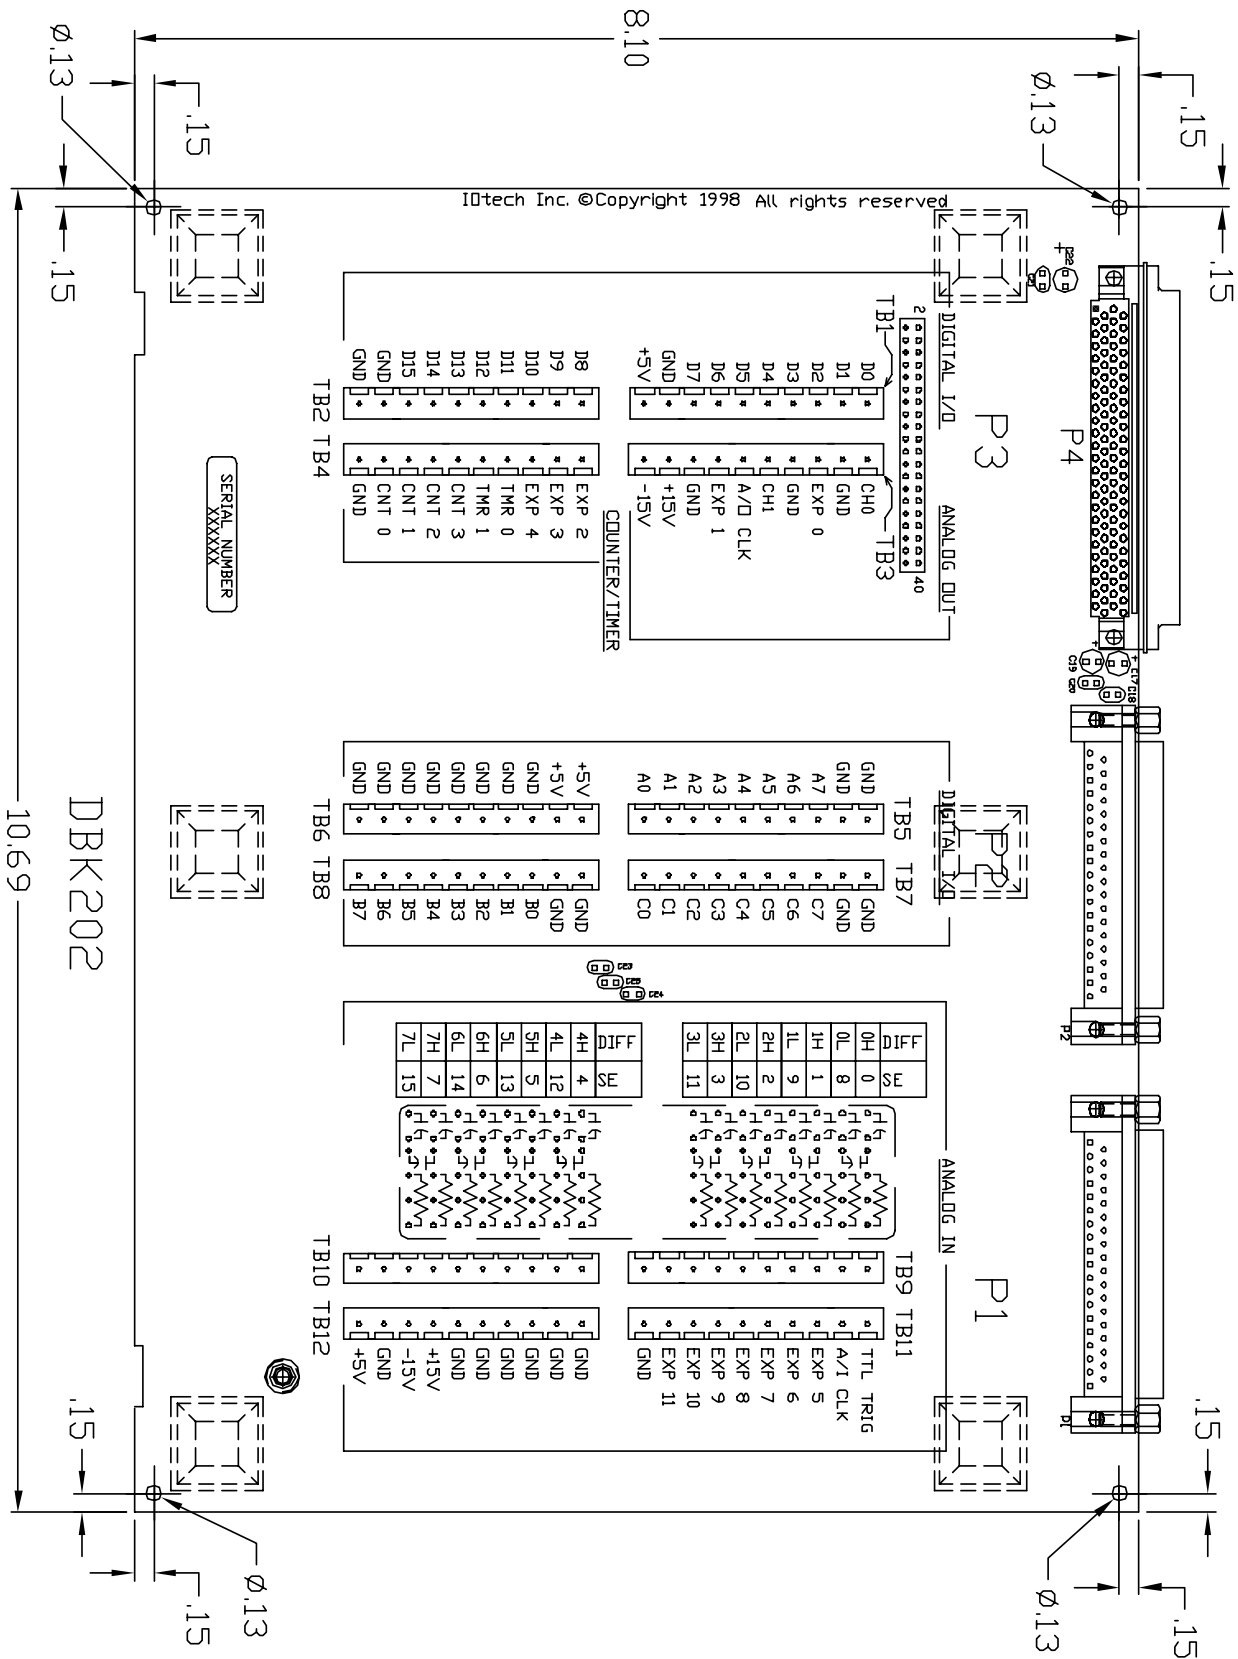 8.10
Ø.13
.15
.15
Ø.13
.15
.15
IOtech Inc. ©Copyright 1998 All rights reserved
C22
P4
P3
DIGITAL I/O
TB1
2
40
D0
D1
D2
D3
D4
D5
D6
D7
GND
+5V
D8
D9
D10
D11
D12
D13
D14
D15
GND
GND
TB2
TB4
ANALOG OUT
TB3
CH0
GND
EXP 0
GND
CH1
A/O CLK
EXP 1
GND
+15V
-15V
COUNTER/TIMER
EXP 2
EXP 3
EXP 4
TMR 0
TMR 1
CNT 3
CNT 2
CNT 1
CNT 0
GND
SERIAL NUMBER
XXXXXX
C19
C20
C17
C18
P2
DIGITAL I/O
TB5
TB7
GND
GND
A7
A6
A5
A4
A3
A2
A1
A0
+5V
+5V
GND
GND
GND
GND
GND
GND
GND
GND
TB6
TB8
GND
GND
C7
C6
C5
C4
C3
C2
C1
C0
GND
GND
B0
B1
B2
B3
B4
B5
B6
B7
C23
C25
C24
P2
DIFF SE
0H 0
0L 8
1H 1
1L 9
2H 2
2L 10
3H 3
3L 11
DIFF SE
4H 4
4L 12
5H 5
5L 13
6H 6
6L 14
7H 7
7L 15
ANALOG IN
P1
TB9
TB11
TB10
TB12
TTL TRIG
A/I CLK
EXP 5
EXP 6
EXP 7
EXP 8
EXP 9
EXP 10
EXP 11
GND
GND
GND
GND
GND
GND
GND
+15V
-15V
GND
+5V
P1
DBK202
10.69
.15
.15
Ø.13
.15
.15
Ø.13